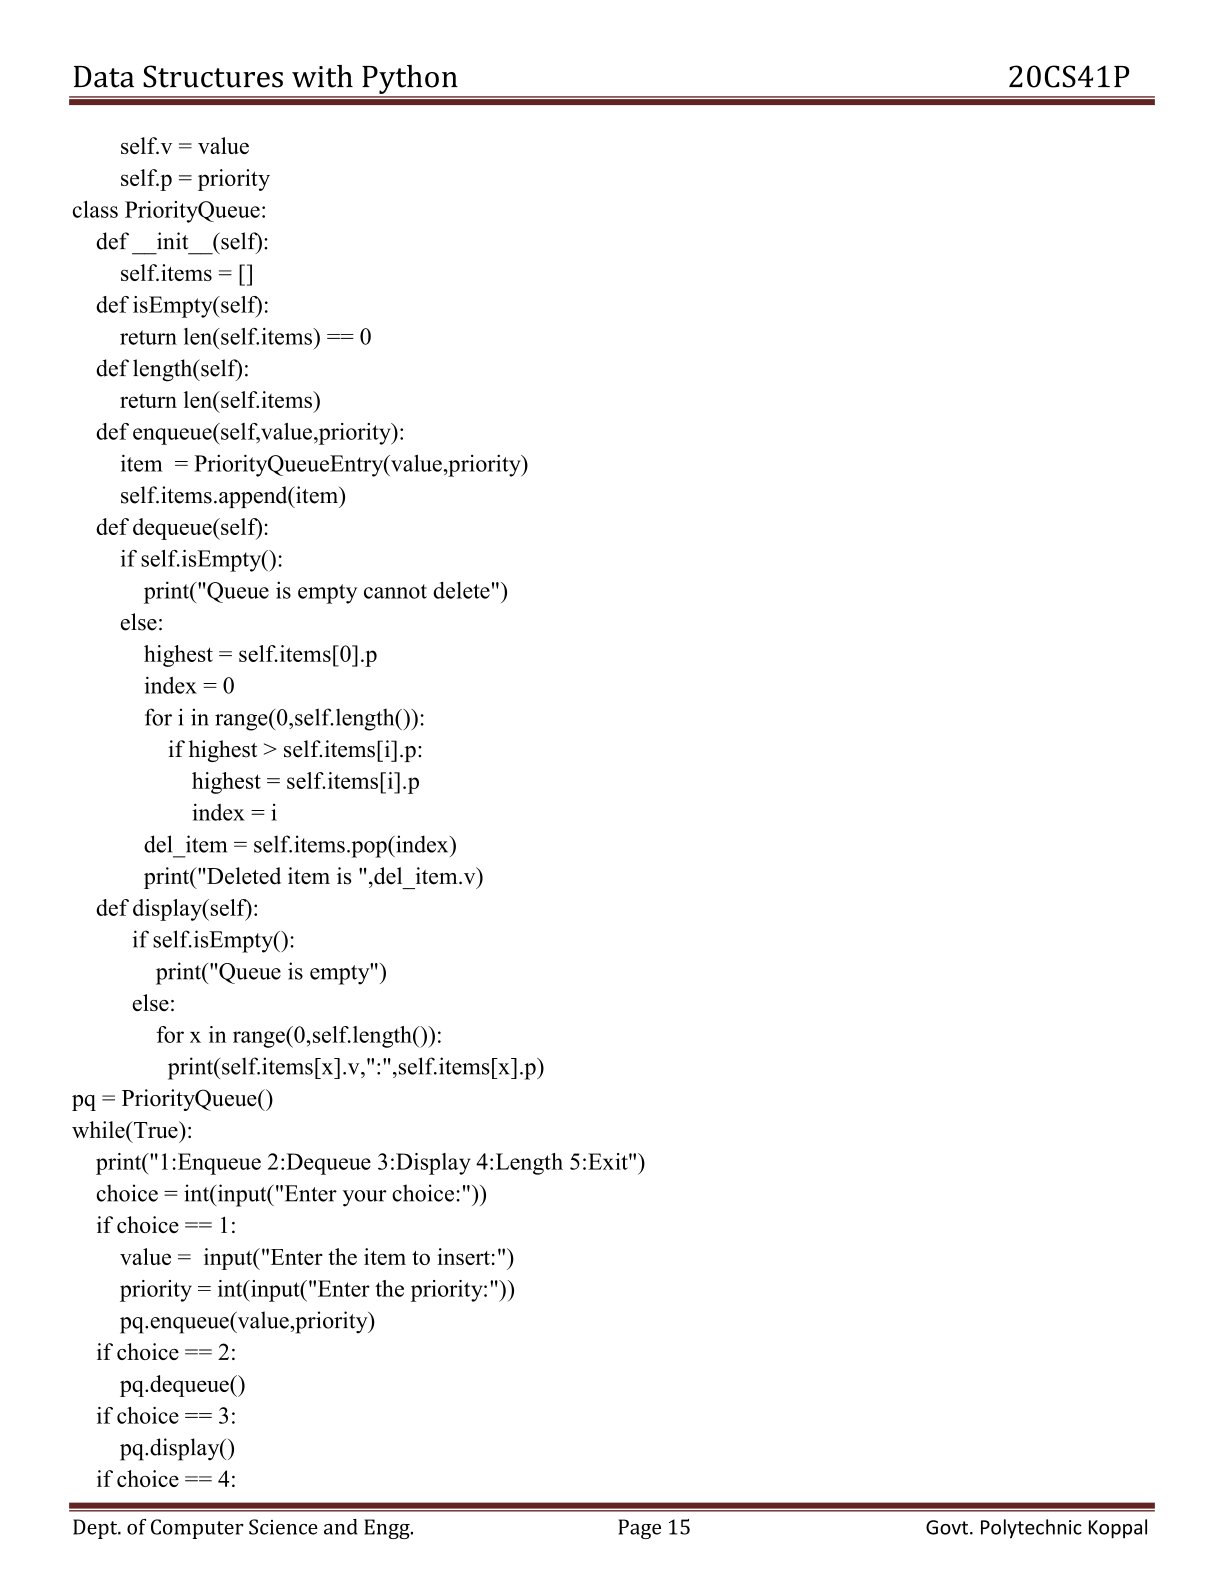 Data Structures with Python 20CS41P
self.v = value
self.p = priority
class PriorityQueue:
def __init__(self):
self.items = []
def isEmpty(self):
return len(self.items) == 0
def length(self):
return len(self.items)
def enqueue(self,value,priority):
item  = PriorityQueueEntry(value,priority)
self.items.append(item)
def dequeue(self):
if self.isEmpty():
print("Queue is empty cannot delete")
else:
highest = self.items[0].p
index = 0
for i in range(0,self.length()):
if highest > self.items[i].p:
highest = self.items[i].p
index = i
del_item = self.items.pop(index)
print("Deleted item is ",del_item.v)
def display(self):
if self.isEmpty():
print("Queue is empty")
else:
for x in range(0,self.length()):
print(self.items[x].v,":",self.items[x].p)
pq = PriorityQueue()
while(True):
print("1:Enqueue 2:Dequeue 3:Display 4:Length 5:Exit")
choice = int(input("Enter your choice:"))
if choice == 1:
value =  input("Enter the item to insert:")
priority = int(input("Enter the priority:"))
pq.enqueue(value,priority)
if choice == 2:
pq.dequeue()
if choice == 3:
pq.display()
if choice == 4:
Dept. of Computer Science and Engg. Page 15 Govt. Polytechnic Koppal